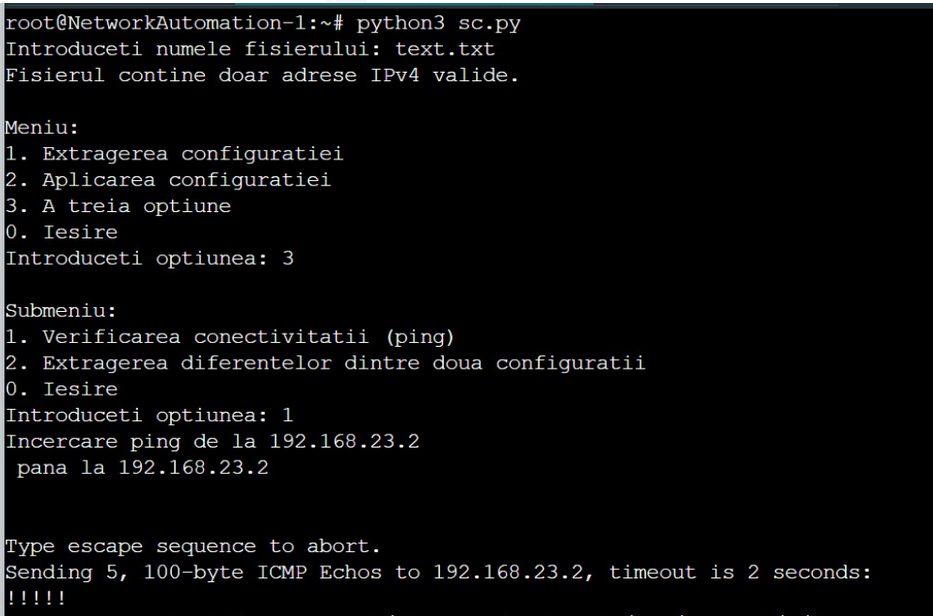 root@NetworkAutomation-1:~# python3 sc.py
Introduceti numele fisierului: text.txt
Fisierul contine doar adrese IPv4 valide.
Meniu:
1. Extragerea configuratiei
2. Aplicarea configuratiei
3. A treia optiune
0. Iesire
Introduceti optiunea: 3
Submeniu:
1. Verificarea conectivitatii (ping)
2. Extragerea diferentelor dintre doua configuratii
0. Iesire
Introduceti optiunea: 1
Incercare ping de la 192.168.23.2
pana la 192.168.23.2
Type escape sequence to abort.
Sending 5, 100-byte ICMP Echos to 192.168.23.2, timeout is 2 seconds:
!!!!!